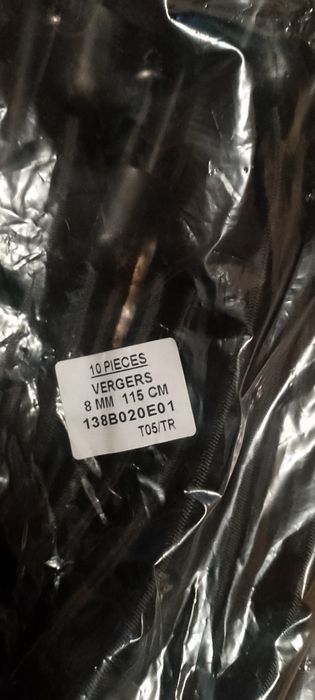 10 PIECES
VERGERS
8 MM 115 CM
138B020E01
T05/TR